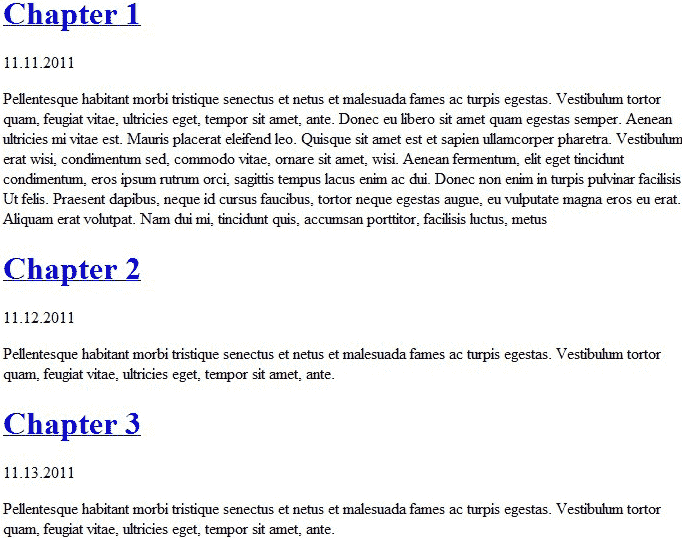 Chapter 1
11.11.2011
Pellentesque habitant morbi tristique senectus et netus et malesuada fames ac turpis egestas. Vestibulum tortor
quam, feugiat vitae, ultricies eget, tempor sit amet, ante. Donec eu libero sit amet quam egestas semper. Aenean
ultricies mi vitae est. Mauris placerat eleifend leo. Quisque sit amet est et sapien ullamcorper pharetra. Vestibulum
erat wisi, condimentum sed, commodo vitae, ornare sit amet, wisi. Aenean fermentum, elit eget tincidunt
condimentum, eros ipsum rutrum orci, sagittis tempus lacus enim ac dui. Donec non enim in turpis pulvinar facilisis
Ut felis. Praesent dapibus, neque id cursus faucibus, tortor neque egestas augue, eu vulputate magna eros eu erat.
Aliquam erat volutpat. Nam dui mi, tincidunt quis, accumsan porttitor, facilisis luctus, metus
Chapter 2
11.12.2011
Pellentesque habitant morbi tristique senectus et netus et malesuada fames ac turpis egestas. Vestibulum tortor
quam, feugiat vitae, ultricies eget, tempor sit amet, ante.
Chapter 3
11.13.2011
Pellentesque habitant morbi tristique senectus et netus et malesuada fames ac turpis egestas. Vestibulum tortor
quam, feugiat vitae, ultricies eget, tempor sit amet, ante.